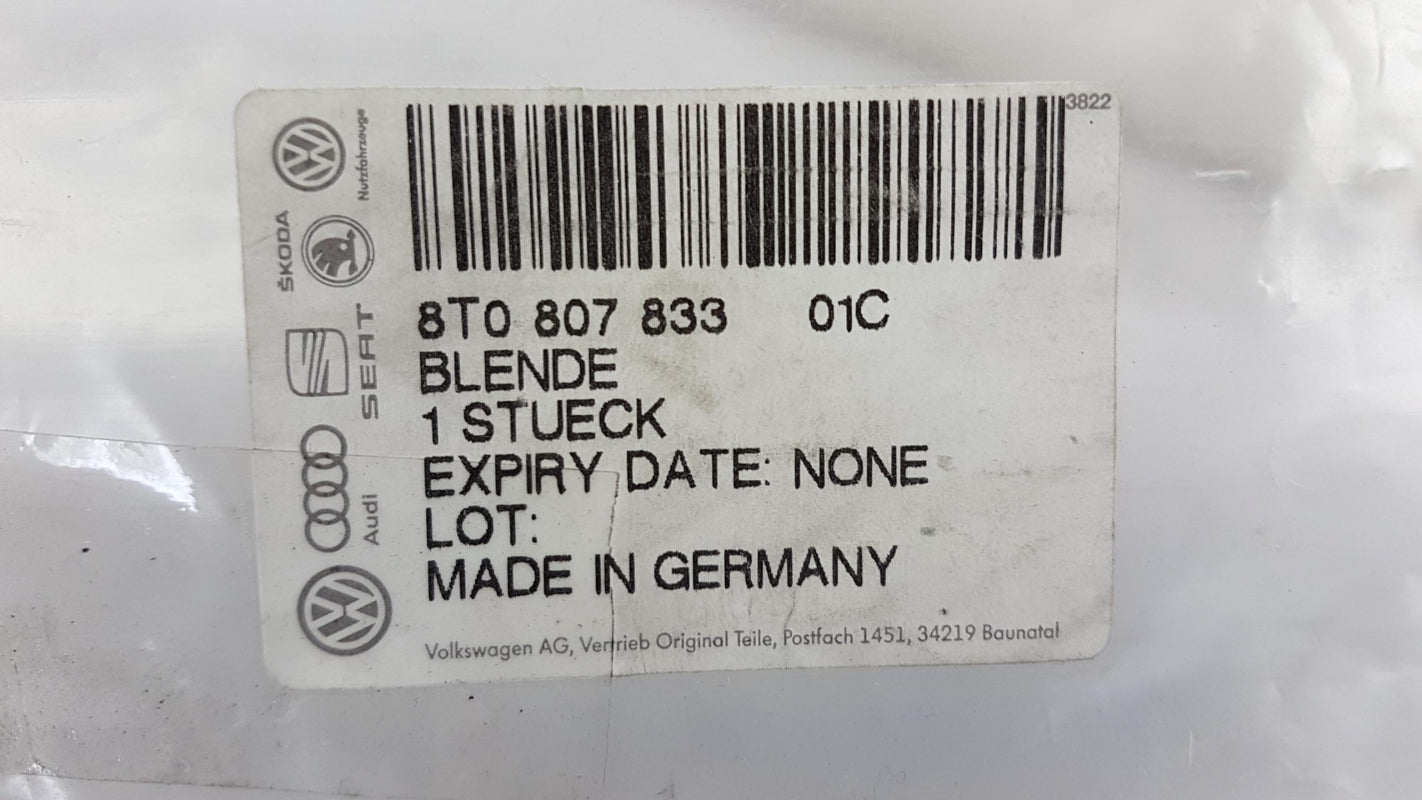 3822
8T0 807 833 01C
BLENDE
1 STUECK
EXPIRY DATE: NONE
LOT:
MADE IN GERMANY
Volkswagen AG, Vertrieb Original Teile, Postfach 1451, 34219 Baunatal
Nutzfahrzeuge
ŠKODA
SEAT
Audi